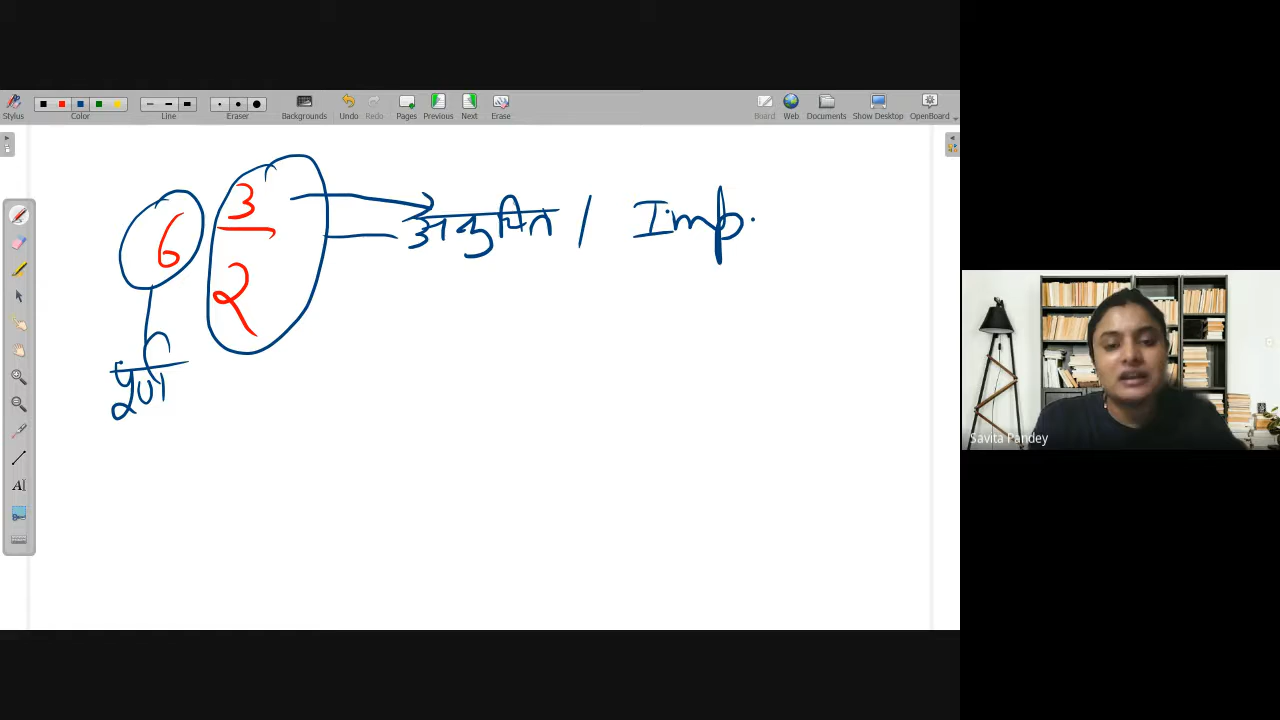 Stylus Color Line Eraser Backgrounds Undo Redo Pages Previous Next Erase Board Web Documents Show Desktop OpenBoard
6 3/2 अनुचित / Imp.
पूर्ण
Savita Pandey